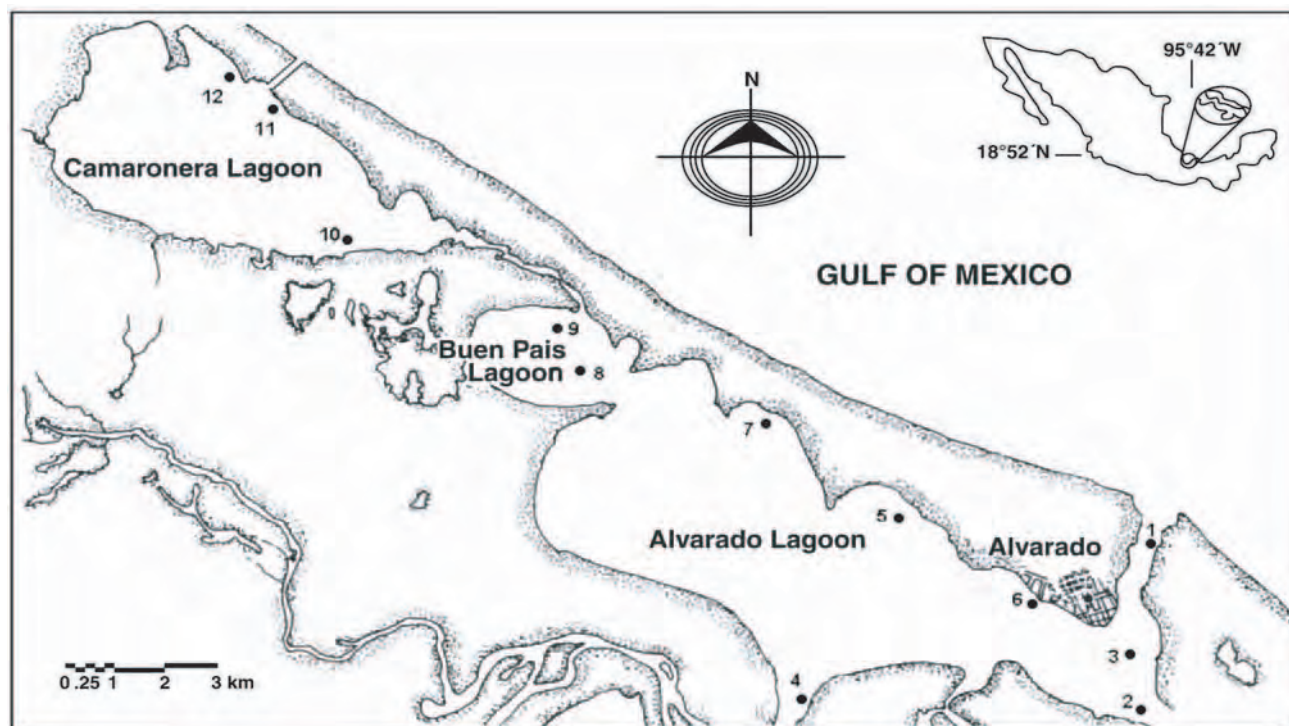 95°42´W
N
12
11
18°52´N
Camaronera Lagoon
10
GULF OF MEXICO
9
Buen Pais
Lagoon
8
7
5
Alvarado Lagoon
Alvarado
1
6
3
4
2
0.25 1 2 3 km